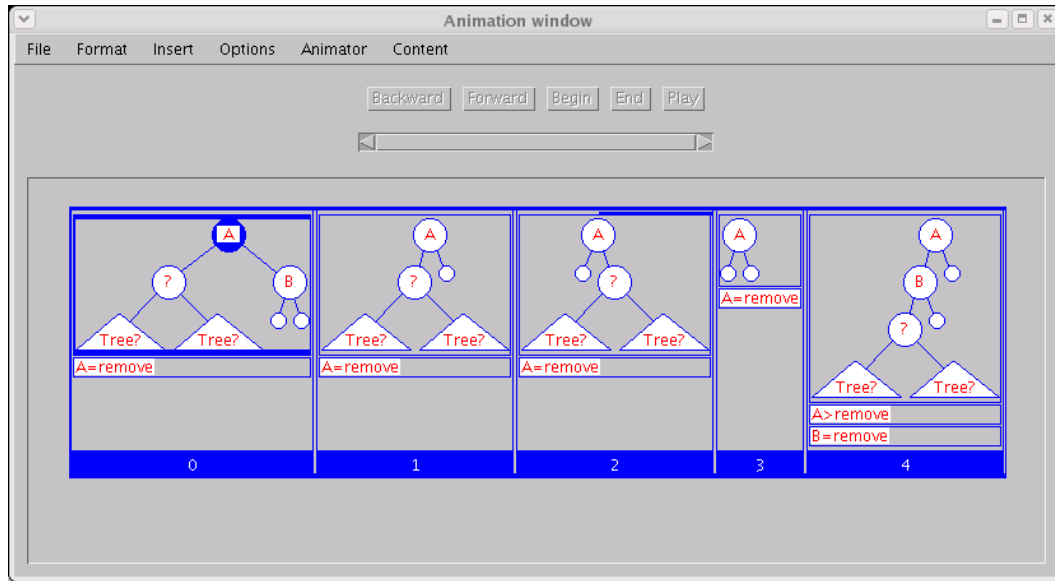 Animation window
File Format Insert Options Animator Content
Backward Forward Begin End Play
A
? B
Tree? Tree?
A=remove
0
A
?
Tree? Tree?
A=remove
1
A
?
Tree? Tree?
A=remove
2
A
A=remove
3
A
B
?
Tree? Tree?
A>remove
B=remove
4